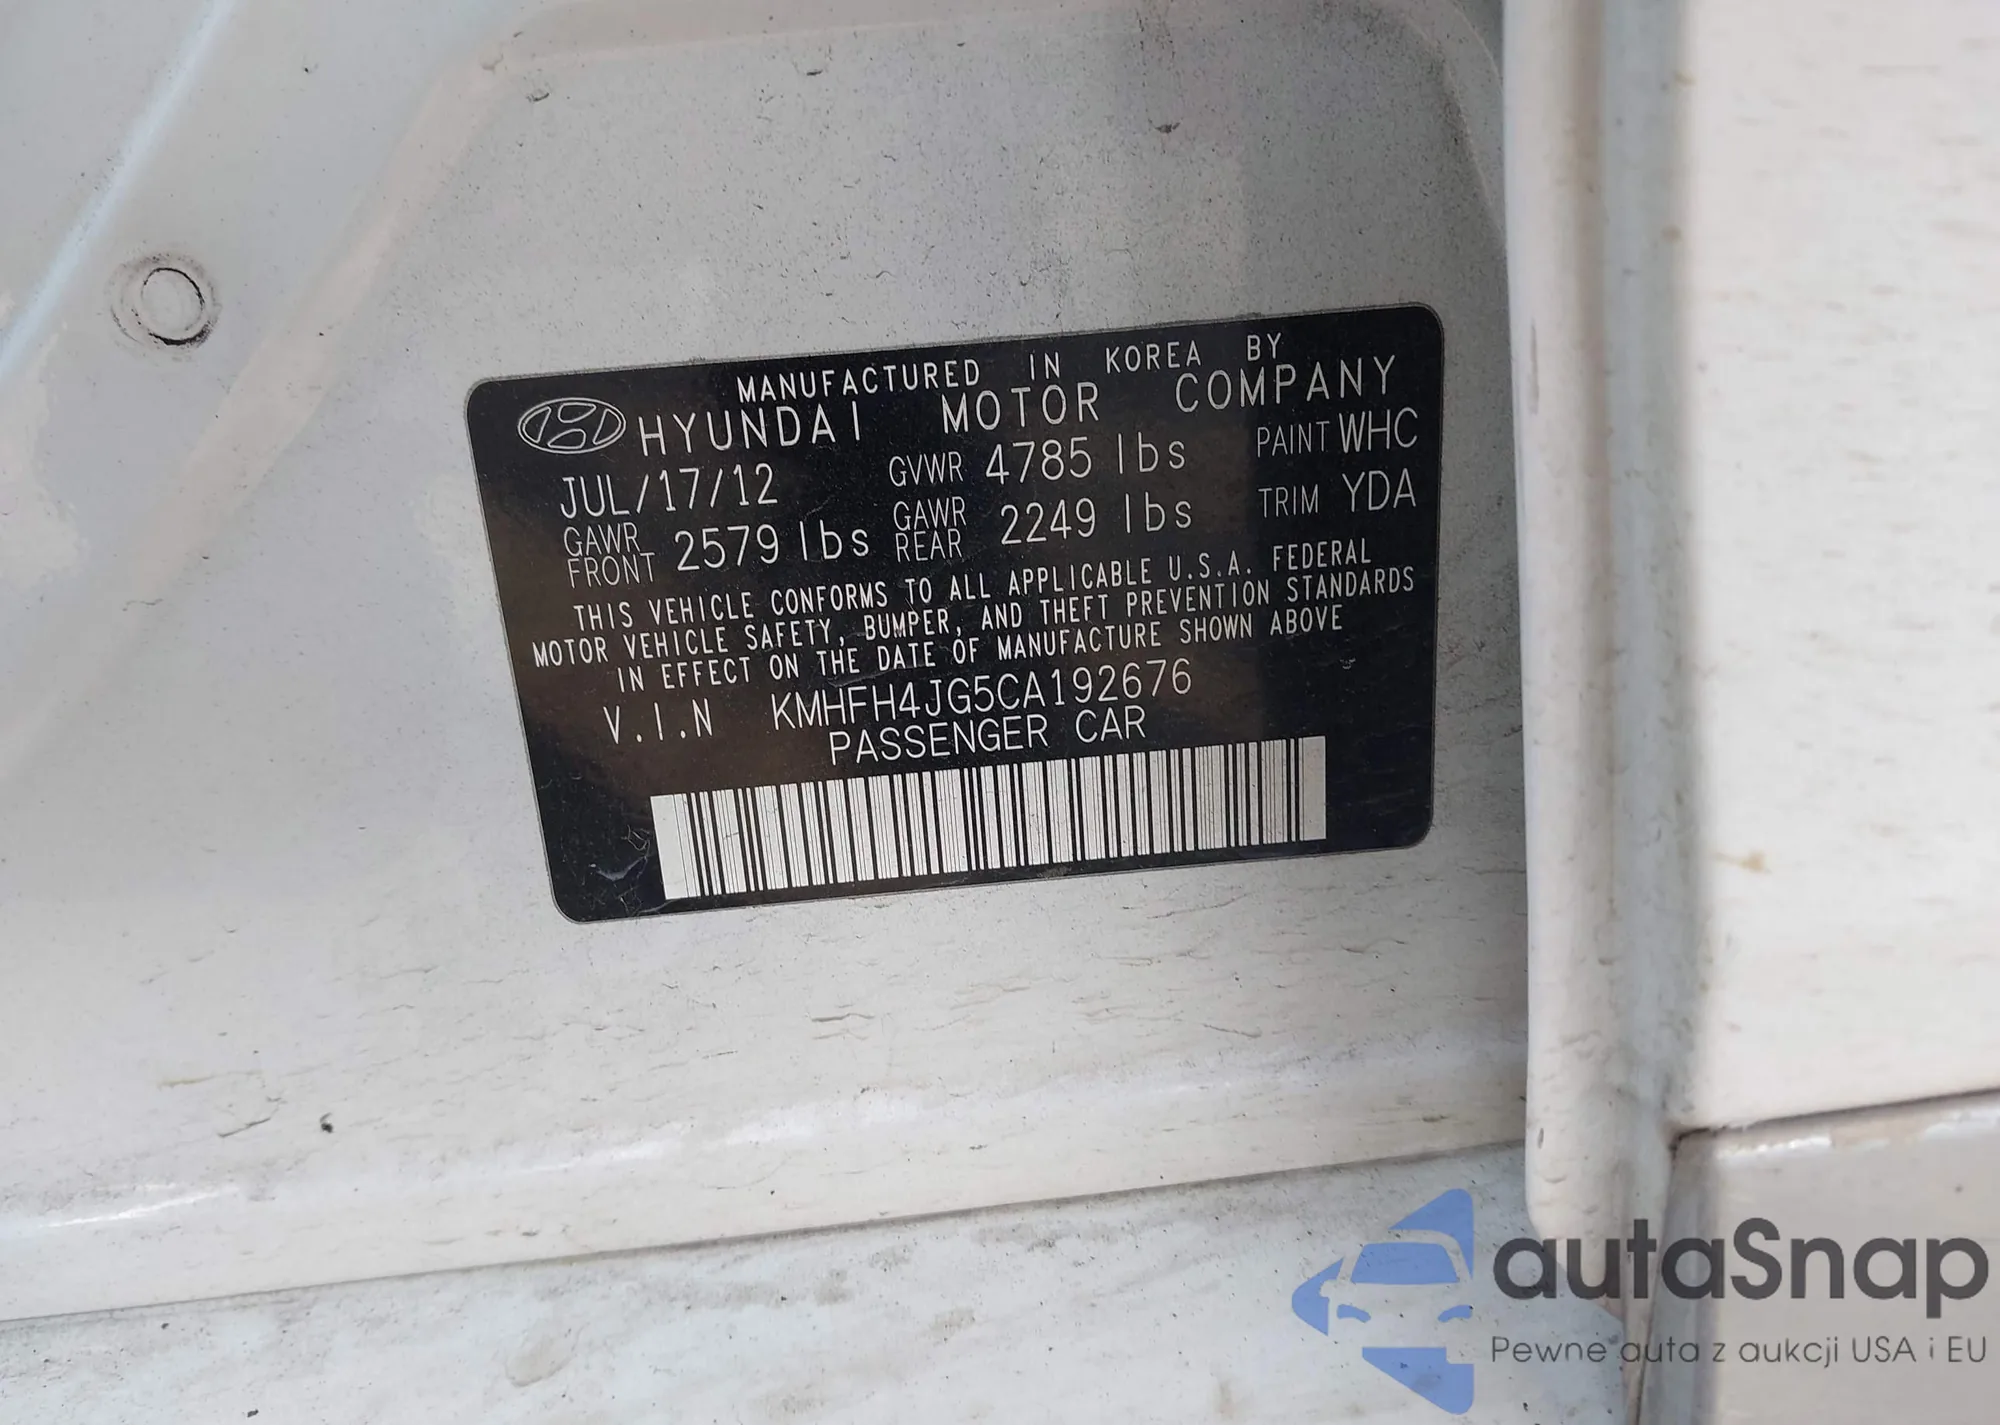 MANUFACTURED IN KOREA BY
HYUNDAI MOTOR COMPANY
JUL/17/12 GVWR 4785 lbs PAINT WHC
GAWR FRONT 2579 lbs GAWR REAR 2249 lbs TRIM YDA
THIS VEHICLE CONFORMS TO ALL APPLICABLE U.S.A. FEDERAL
MOTOR VEHICLE SAFETY, BUMPER, AND THEFT PREVENTION STANDARDS
IN EFFECT ON THE DATE OF MANUFACTURE SHOWN ABOVE
V.I.N KMHFH4JG5CA192676
PASSENGER CAR
autaSnap
Pewne auta z aukcji USA i EU